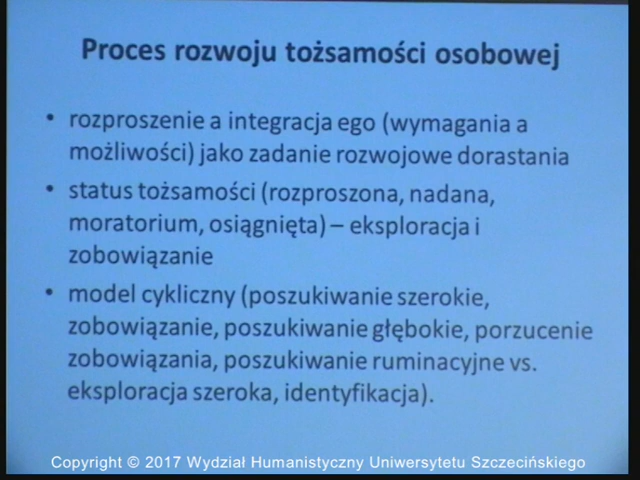 Proces rozwoju tożsamości osobowej
• rozproszenie a integracja ego (wymagania a
możliwości) jako zadanie rozwojowe dorastania
• status tożsamości (rozproszona, nadana,
moratorium, osiągnięta) – eksploracja i
zobowiązanie
• model cykliczny (poszukiwanie szerokie,
zobowiązanie, poszukiwanie głębokie, porzucenie
zobowiązania, poszukiwanie ruminacyjne vs.
eksploracja szeroka, identyfikacja).
Copyright © 2017 Wydział Humanistyczny Uniwersytetu Szczecińskiego